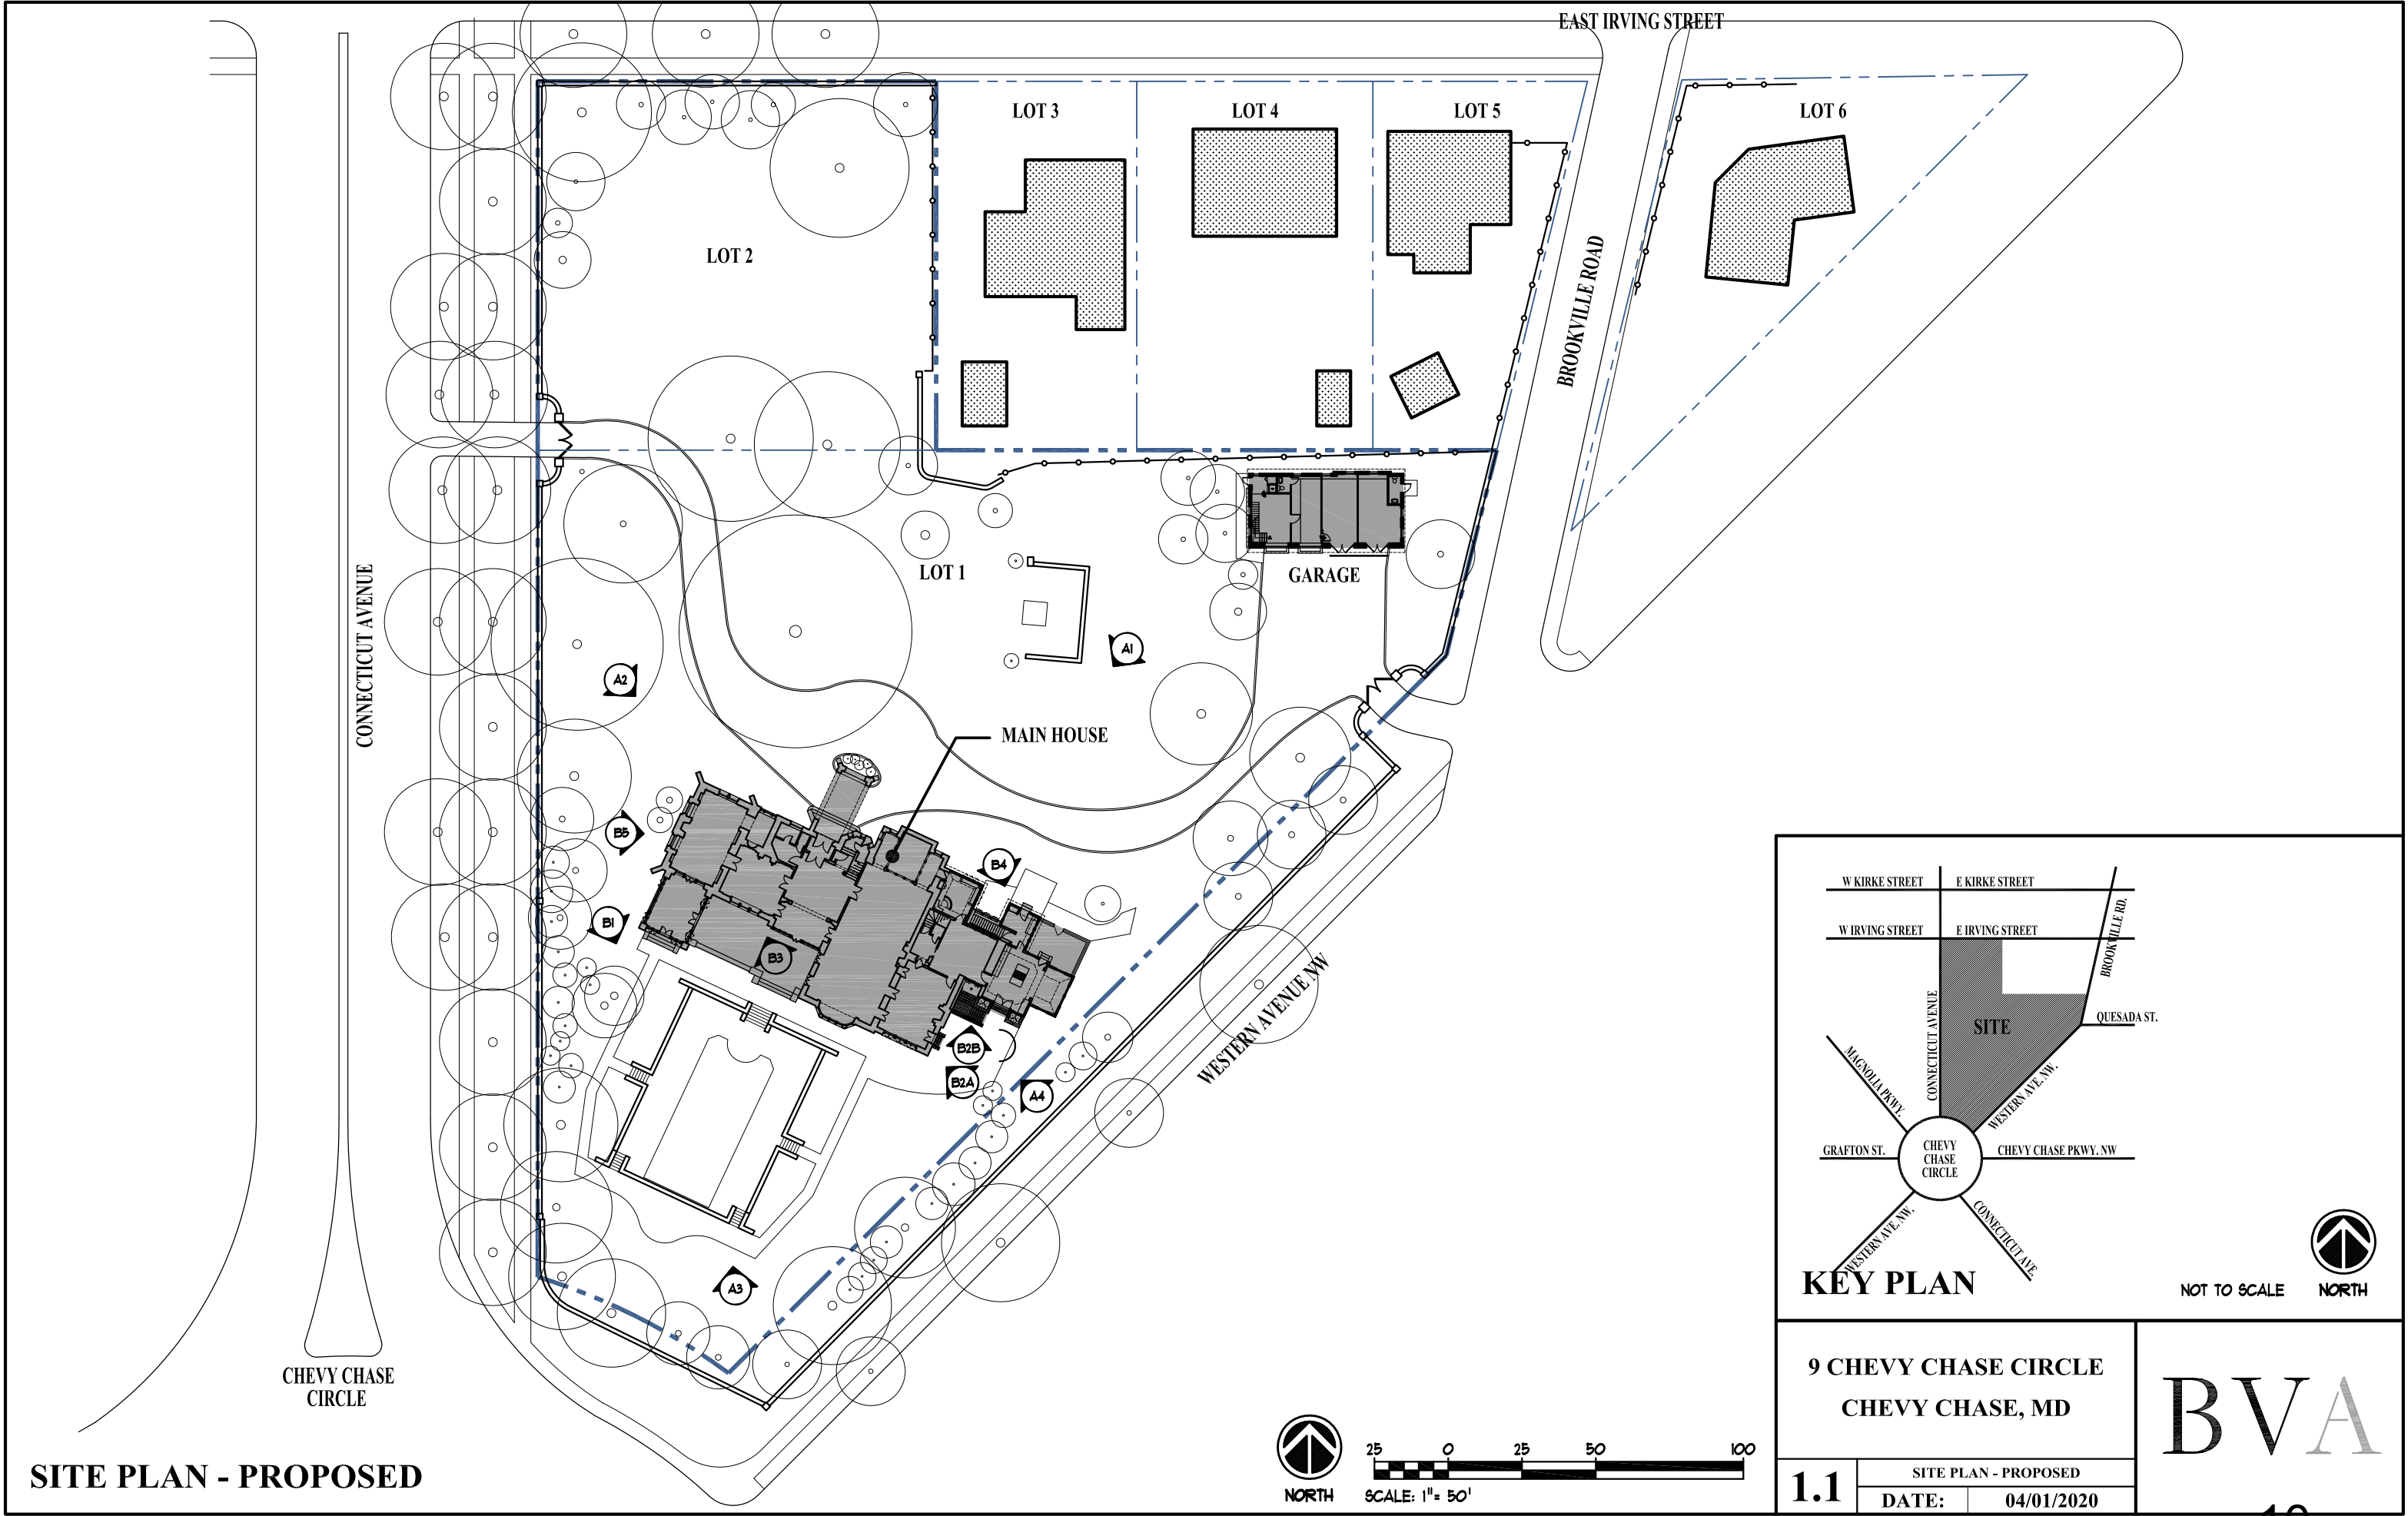 EAST IRVING STREET
LOT 3
LOT 4
LOT 5
LOT 6
LOT 2
BROOKVILLE ROAD
LOT 1
GARAGE
CONNECTICUT AVENUE
A1
A2
MAIN HOUSE
B5
B4
B1
B3
B2B
B2A
A4
WESTERN AVENUE NW
A3
CHEVY CHASE
CIRCLE
SITE PLAN - PROPOSED
NORTH
25 0 25 50 100
SCALE: 1"= 50'
W KIRKE STREET
E KIRKE STREET
W IRVING STREET
E IRVING STREET
BROOKVILLE RD.
CONNECTICUT AVENUE
SITE
QUESADA ST.
MAGNOLIA PKWY.
WESTERN AVE. NW.
GRAFTON ST.
CHEVY
CHASE
CIRCLE
CHEVY CHASE PKWY. NW
WESTERN AVE. NW.
CONNECTICUT AVE.
KEY PLAN
NOT TO SCALE
NORTH
9 CHEVY CHASE CIRCLE
CHEVY CHASE, MD
BVA
1.1
SITE PLAN - PROPOSED
DATE:
04/01/2020